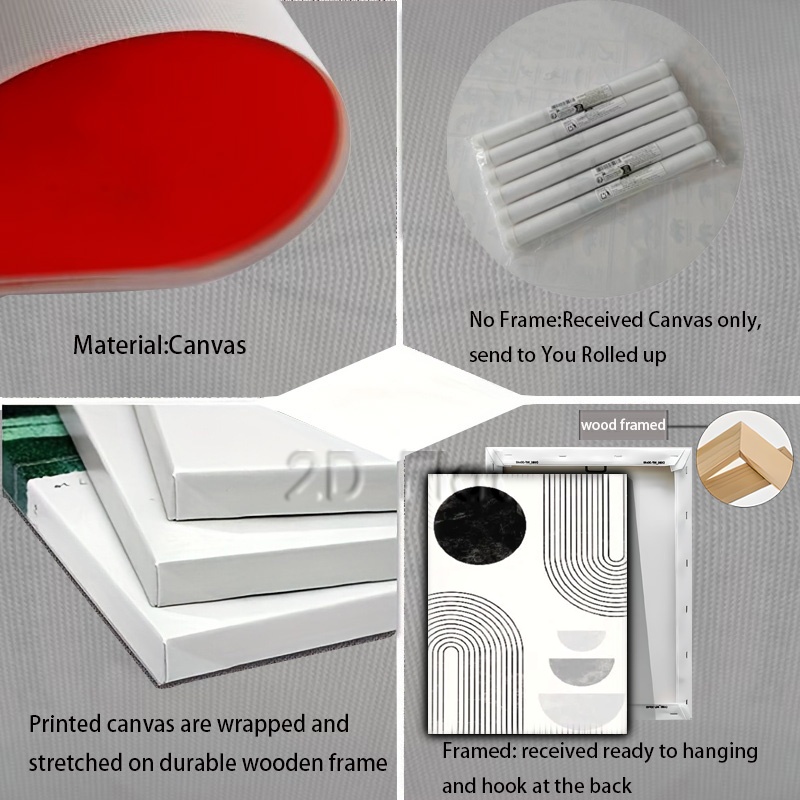 Material:Canvas
No Frame:Received Canvas only,
send to You Rolled up
wood framed
2D Flat
Printed canvas are wrapped and
stretched on durable wooden frame
Framed: received ready to hanging
and hook at the back